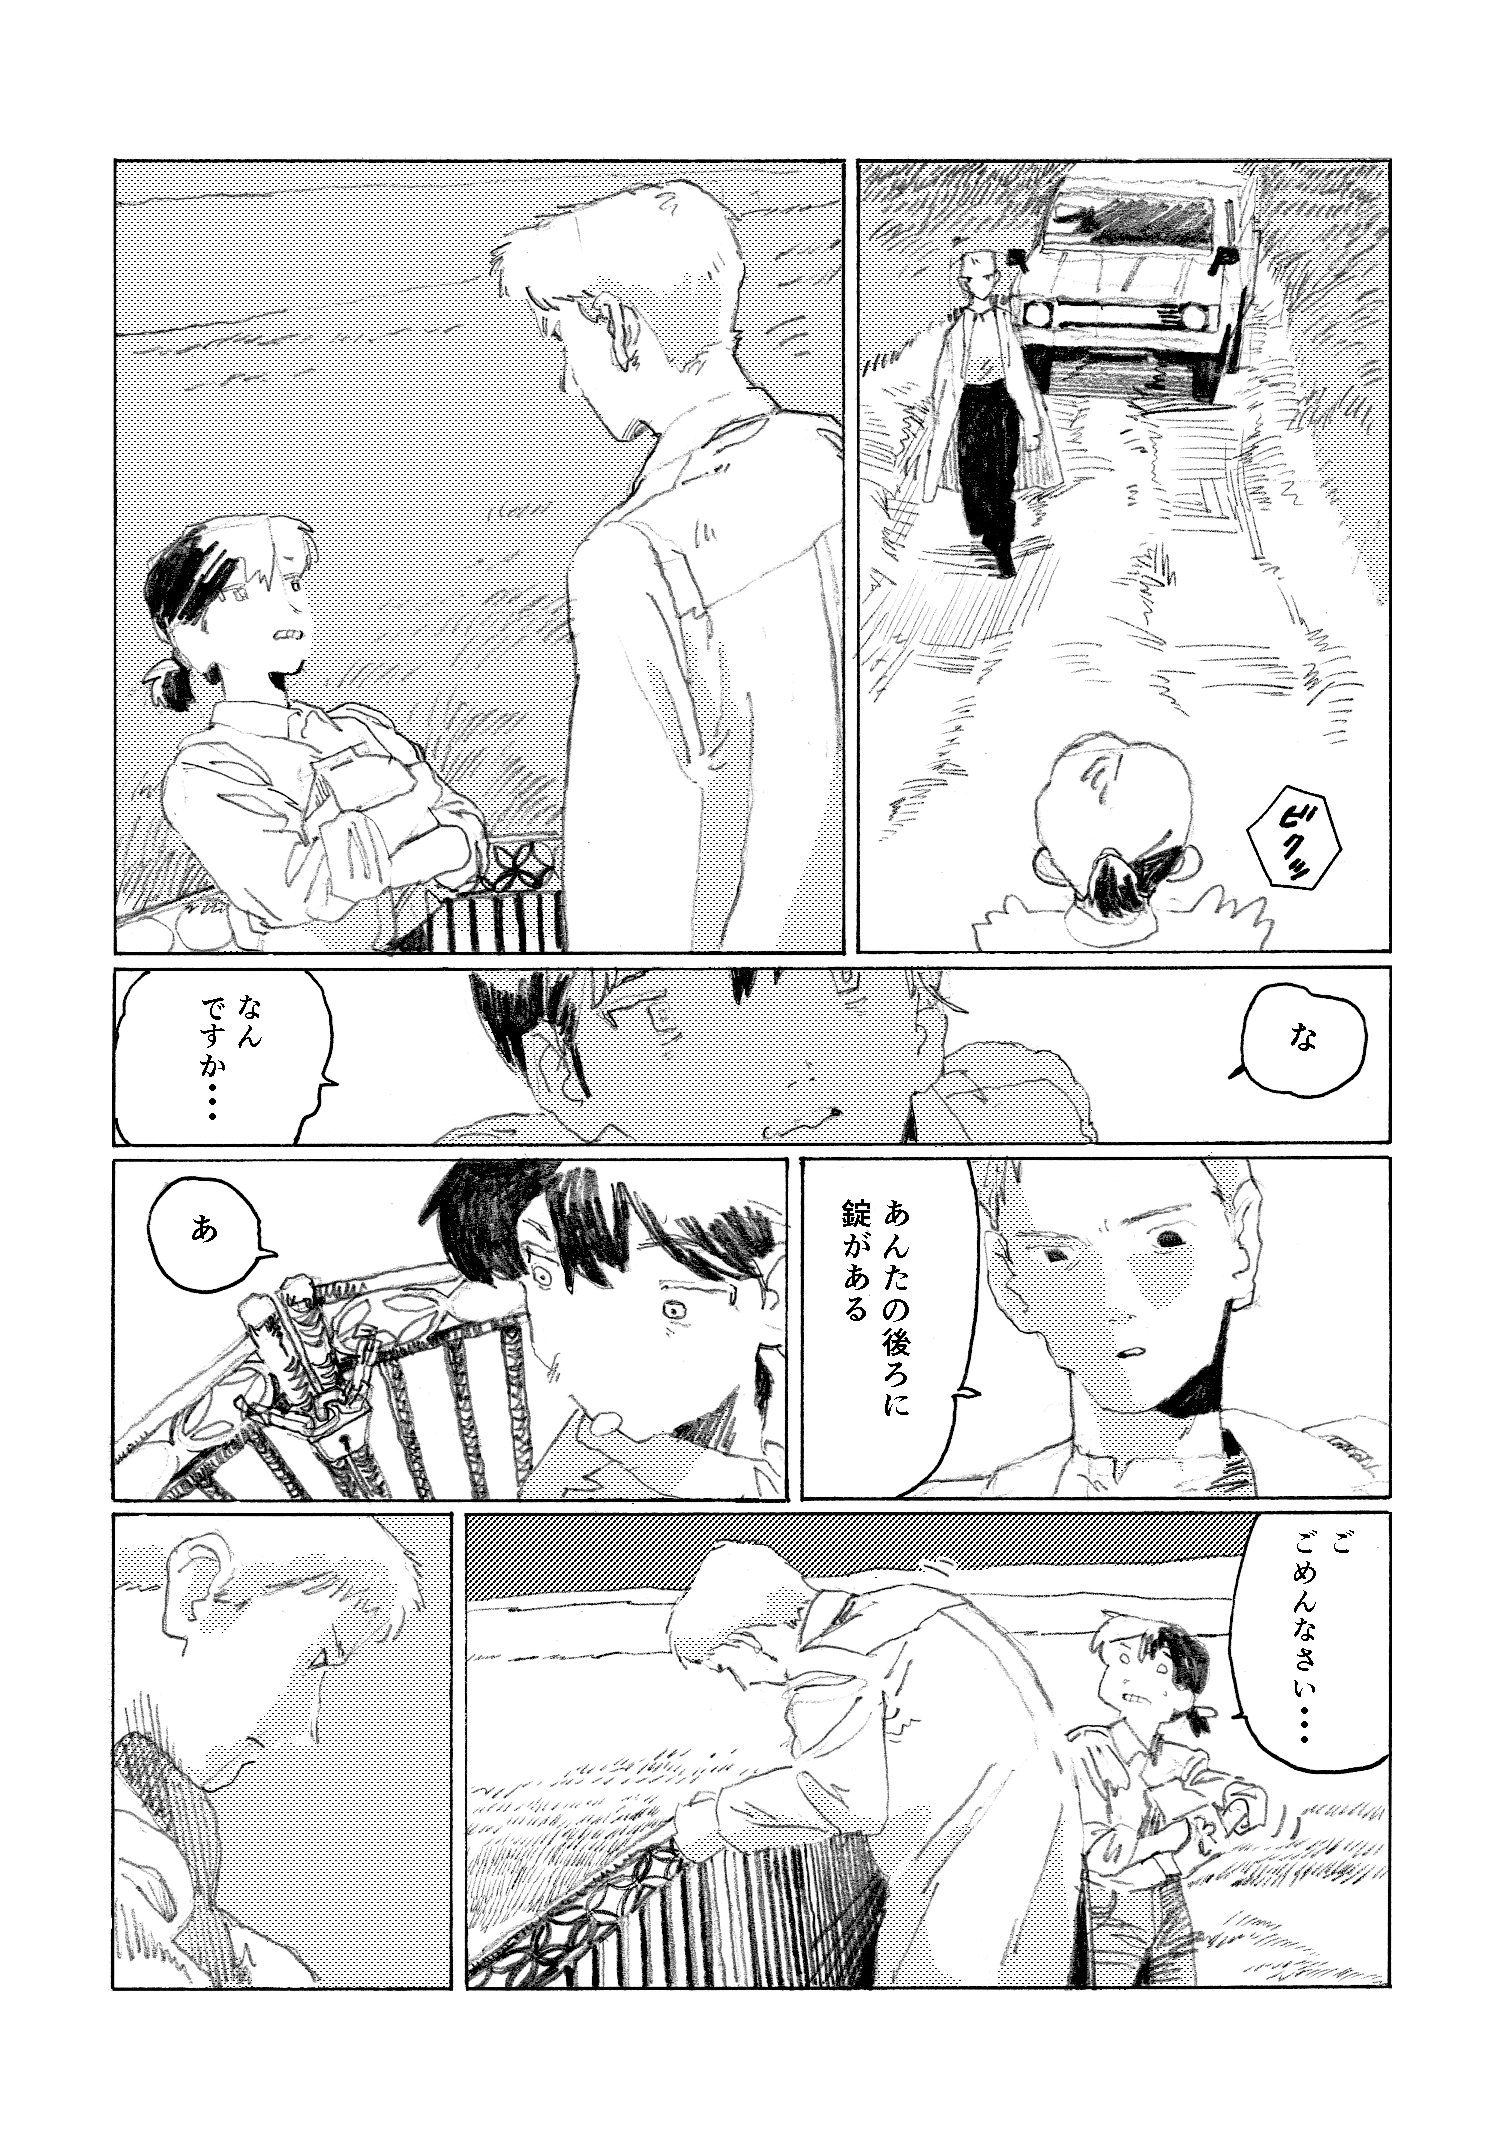 ビクッ
な
なん
ですか・・・
あんたの後ろに
錠がある
あ
ご
ごめんなさい・・・